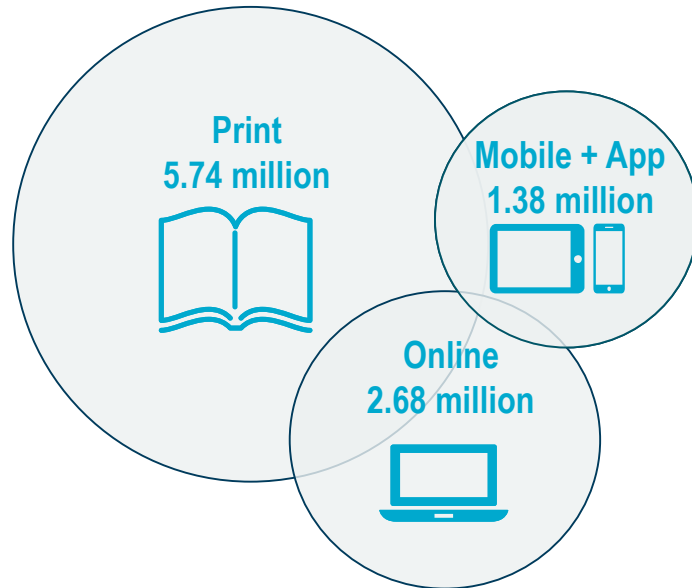 Print
5.74 million
Mobile + App
1.38 million
Online
2.68 million